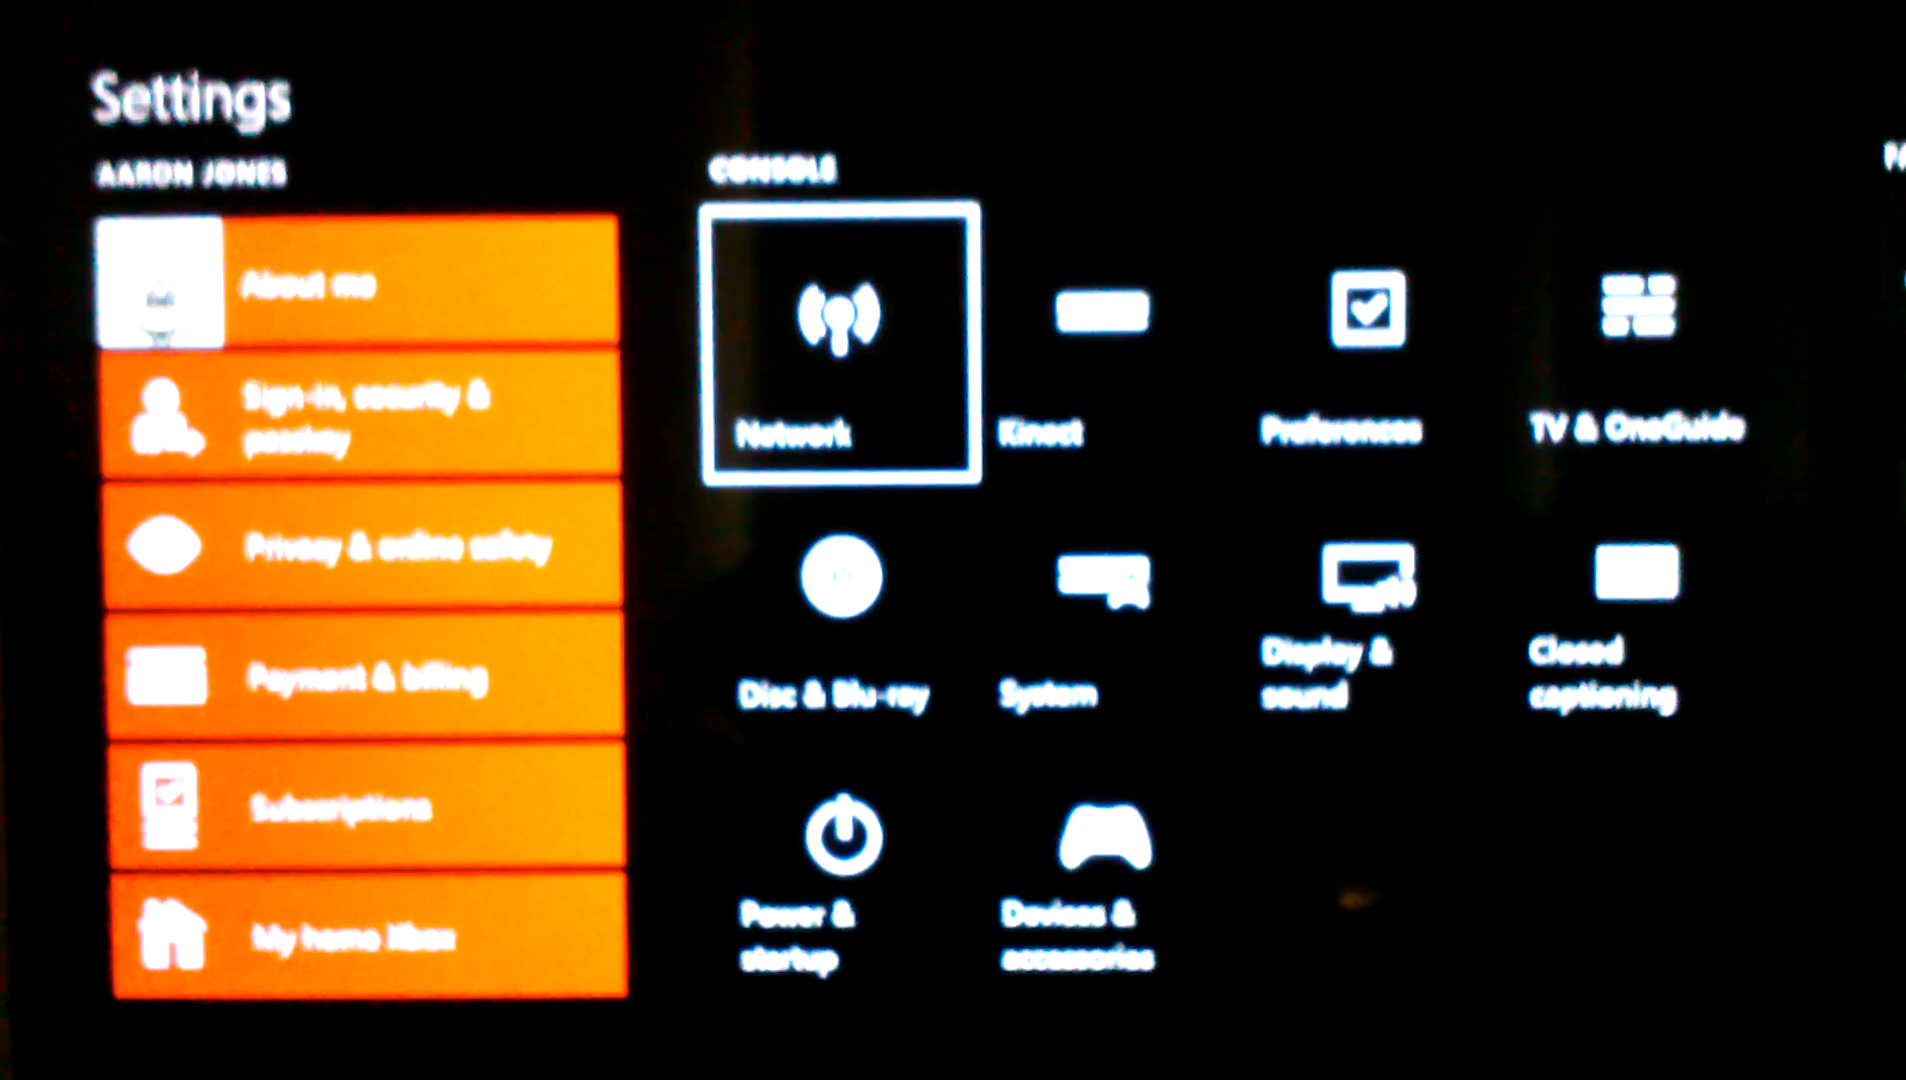 Settings
AARON JONES
About me
Sign-in, security &
passkey
Privacy & online safety
Payment & billing
Subscriptions
My home Xbox
CONSOLE
Network
Kinect
Preferences
TV & OneGuide
Disc & Blu-ray
System
Display &
sound
Closed
captioning
Power &
startup
Devices &
accessories